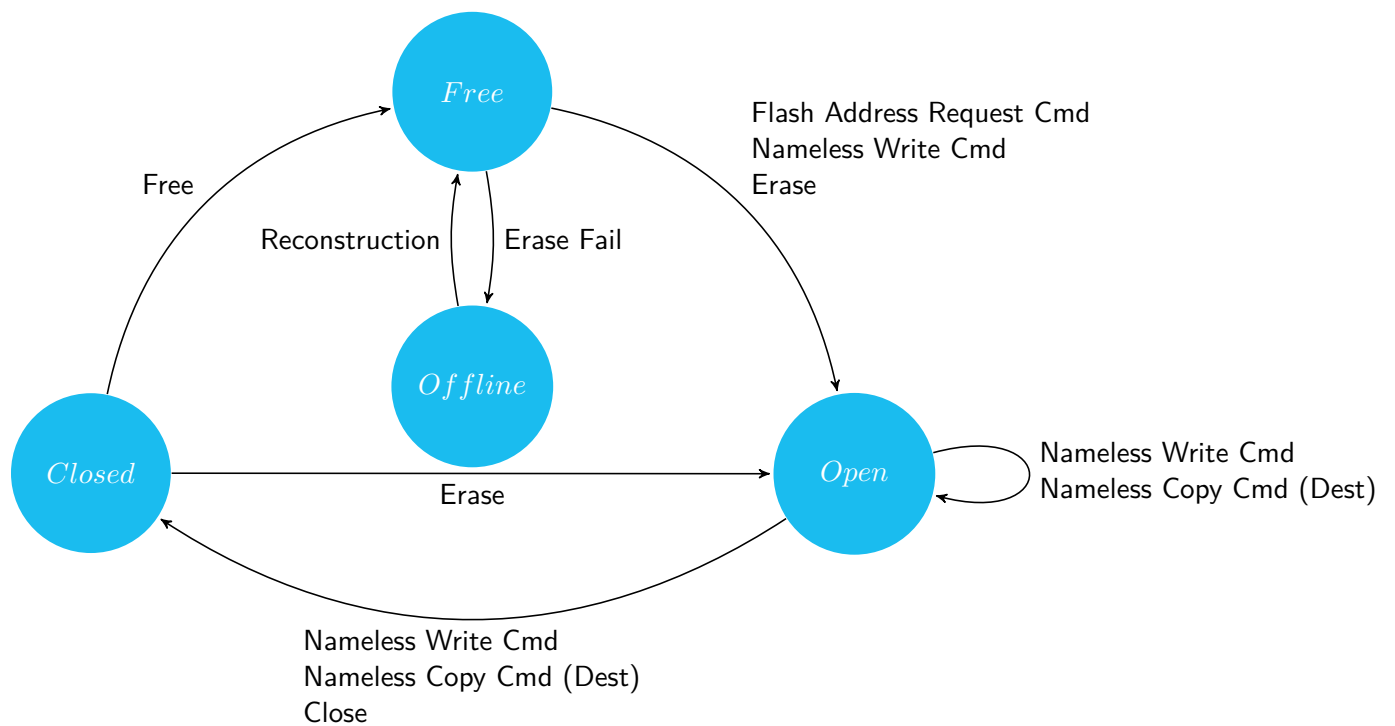 Free
Flash Address Request Cmd
Nameless Write Cmd
Erase
Free
Reconstruction
Erase Fail
Offline
Closed
Erase
Open
Nameless Write Cmd
Nameless Copy Cmd (Dest)
Nameless Write Cmd
Nameless Copy Cmd (Dest)
Close